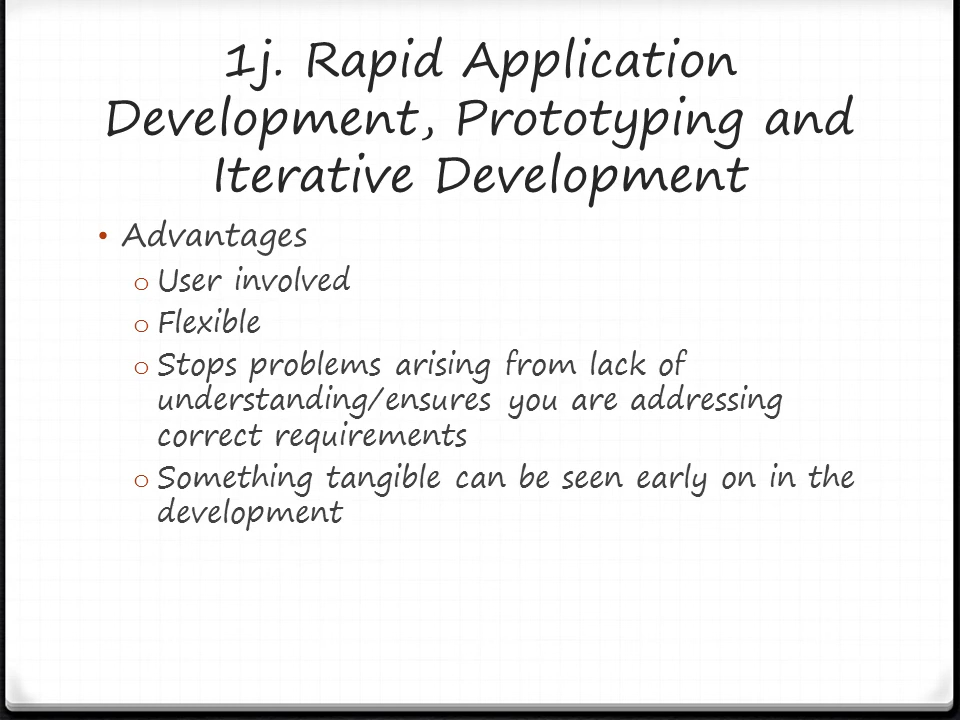 1j. Rapid Application
Development, Prototyping and
Iterative Development
• Advantages
o User involved
o Flexible
o Stops problems arising from lack of
understanding/ensures you are addressing
correct requirements
o Something tangible can be seen early on in the
development